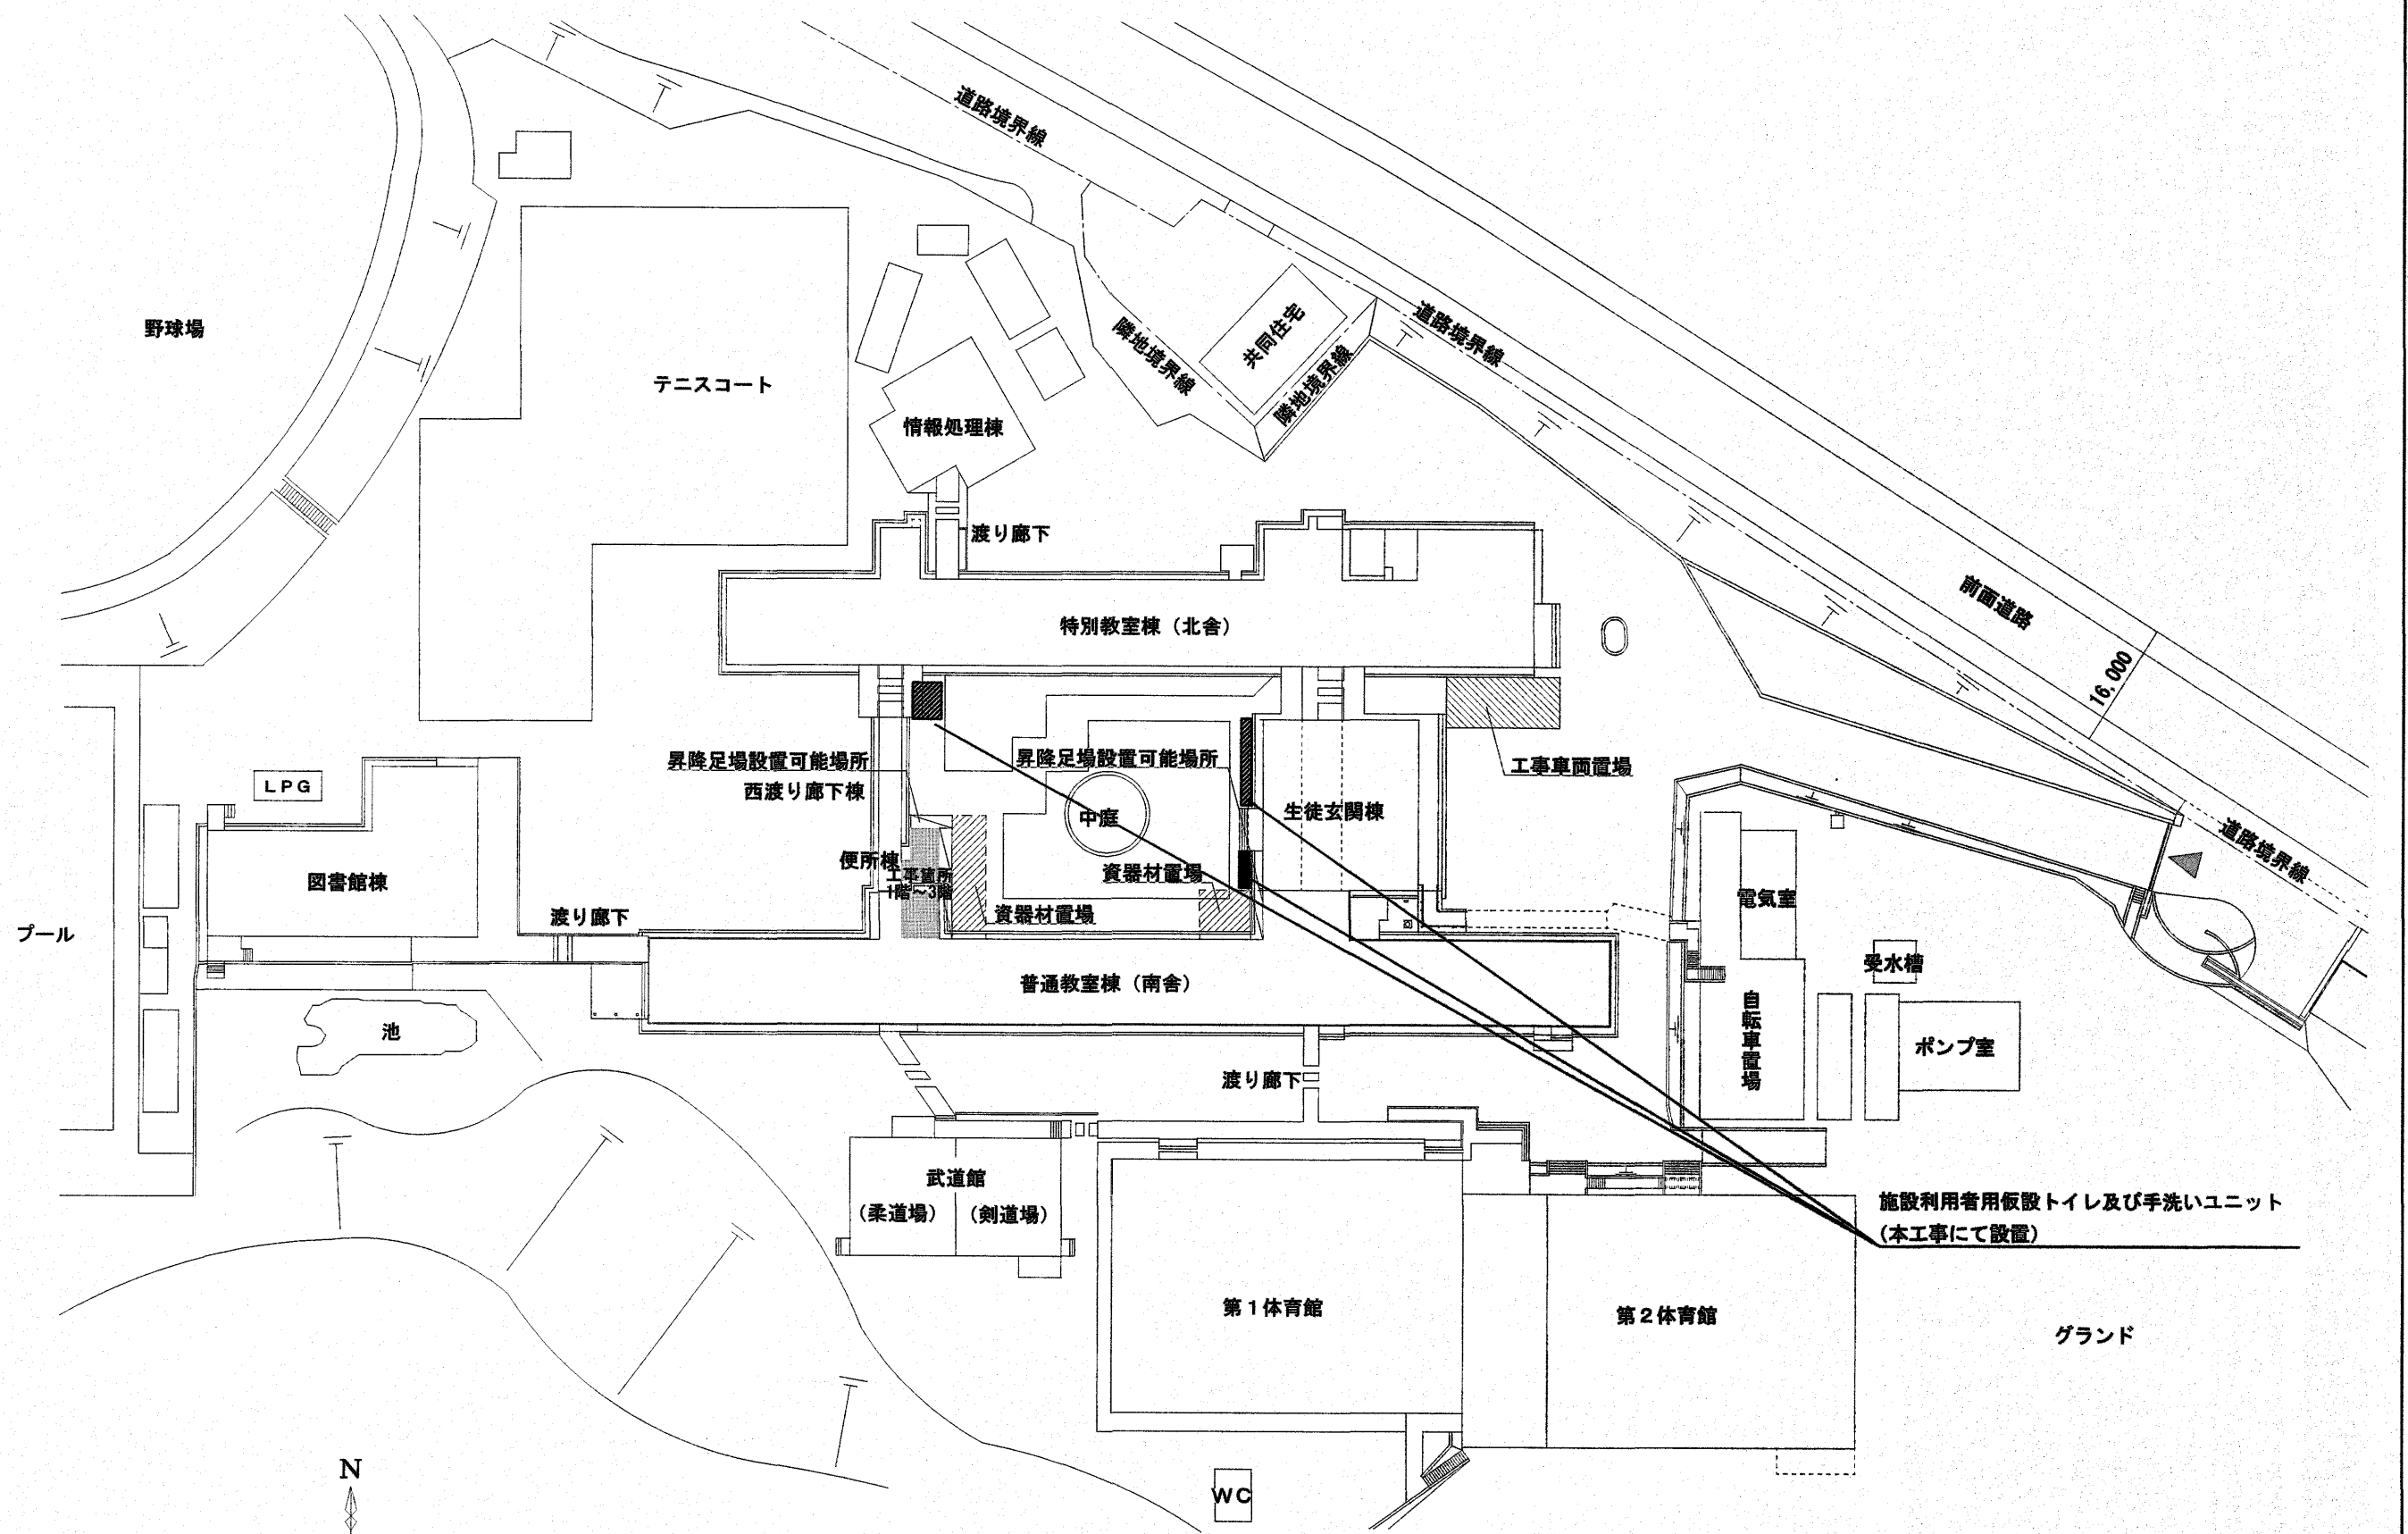 道路境界線
野球場
共同住宅
道路境界線
隣地境界線
隣地境界線
テニスコート
情報処理棟
渡り廊下
前面道路
特別教室棟（北舎）
16,000
昇降足場設置可能場所
昇降足場設置可能場所
工事車両置場
LPG
西渡り廊下棟
中庭
生徒玄関棟
道路境界線
便所棟
工事箇所
1階～3階
資器材置場
図書館棟
電気室
資器材置場
渡り廊下
プール
受水槽
普通教室棟（南舎）
池
自転車置場
ポンプ室
渡り廊下
武道館
（柔道場）
（剣道場）
施設利用者用仮設トイレ及び手洗いユニット
(本工事にて設置)
第１体育館
第２体育館
グランド
N
WC